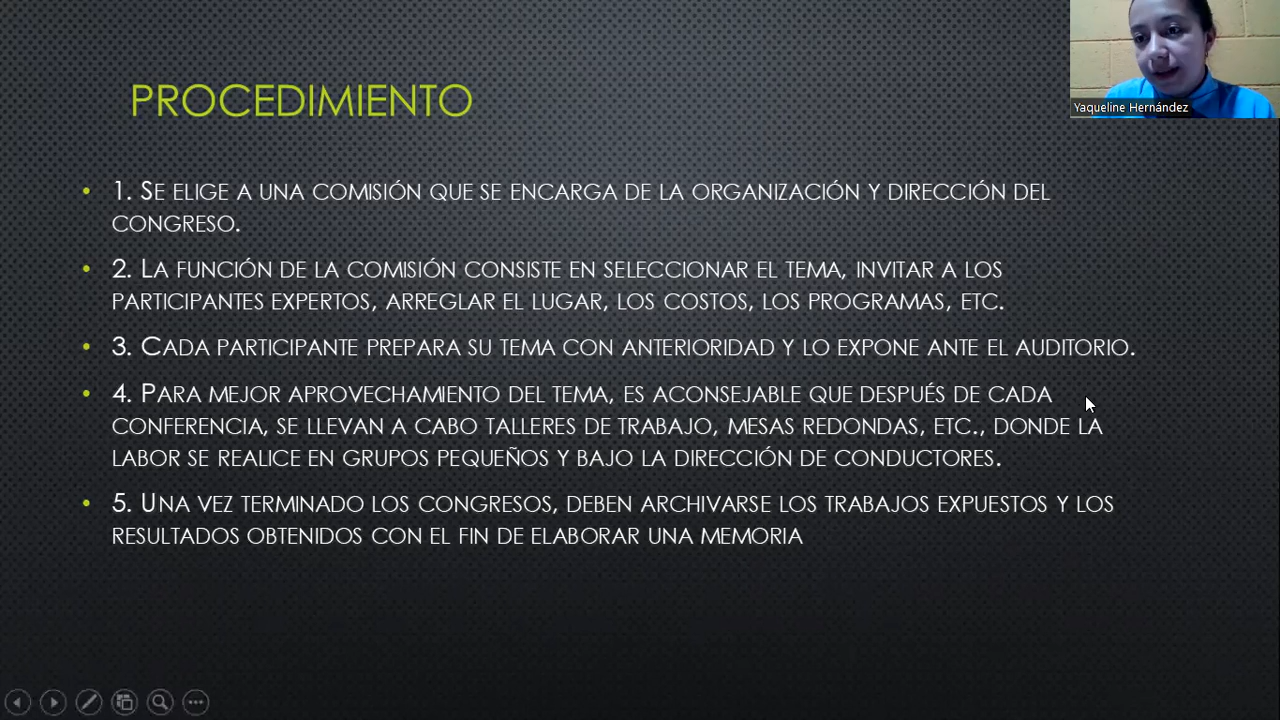 Yaqueline Hernández
PROCEDIMIENTO
• 1. SE ELIGE A UNA COMISIÓN QUE SE ENCARGA DE LA ORGANIZACIÓN Y DIRECCIÓN DEL
CONGRESO.
• 2. LA FUNCIÓN DE LA COMISIÓN CONSISTE EN SELECCIONAR EL TEMA, INVITAR A LOS
PARTICIPANTES EXPERTOS, ARREGLAR EL LUGAR, LOS COSTOS, LOS PROGRAMAS, ETC.
• 3. CADA PARTICIPANTE PREPARA SU TEMA CON ANTERIORIDAD Y LO EXPONE ANTE EL AUDITORIO.
• 4. PARA MEJOR APROVECHAMIENTO DEL TEMA, ES ACONSEJABLE QUE DESPUÉS DE CADA
CONFERENCIA, SE LLEVAN A CABO TALLERES DE TRABAJO, MESAS REDONDAS, ETC., DONDE LA
LABOR SE REALICE EN GRUPOS PEQUEÑOS Y BAJO LA DIRECCIÓN DE CONDUCTORES.
• 5. UNA VEZ TERMINADO LOS CONGRESOS, DEBEN ARCHIVARSE LOS TRABAJOS EXPUESTOS Y LOS
RESULTADOS OBTENIDOS CON EL FIN DE ELABORAR UNA MEMORIA